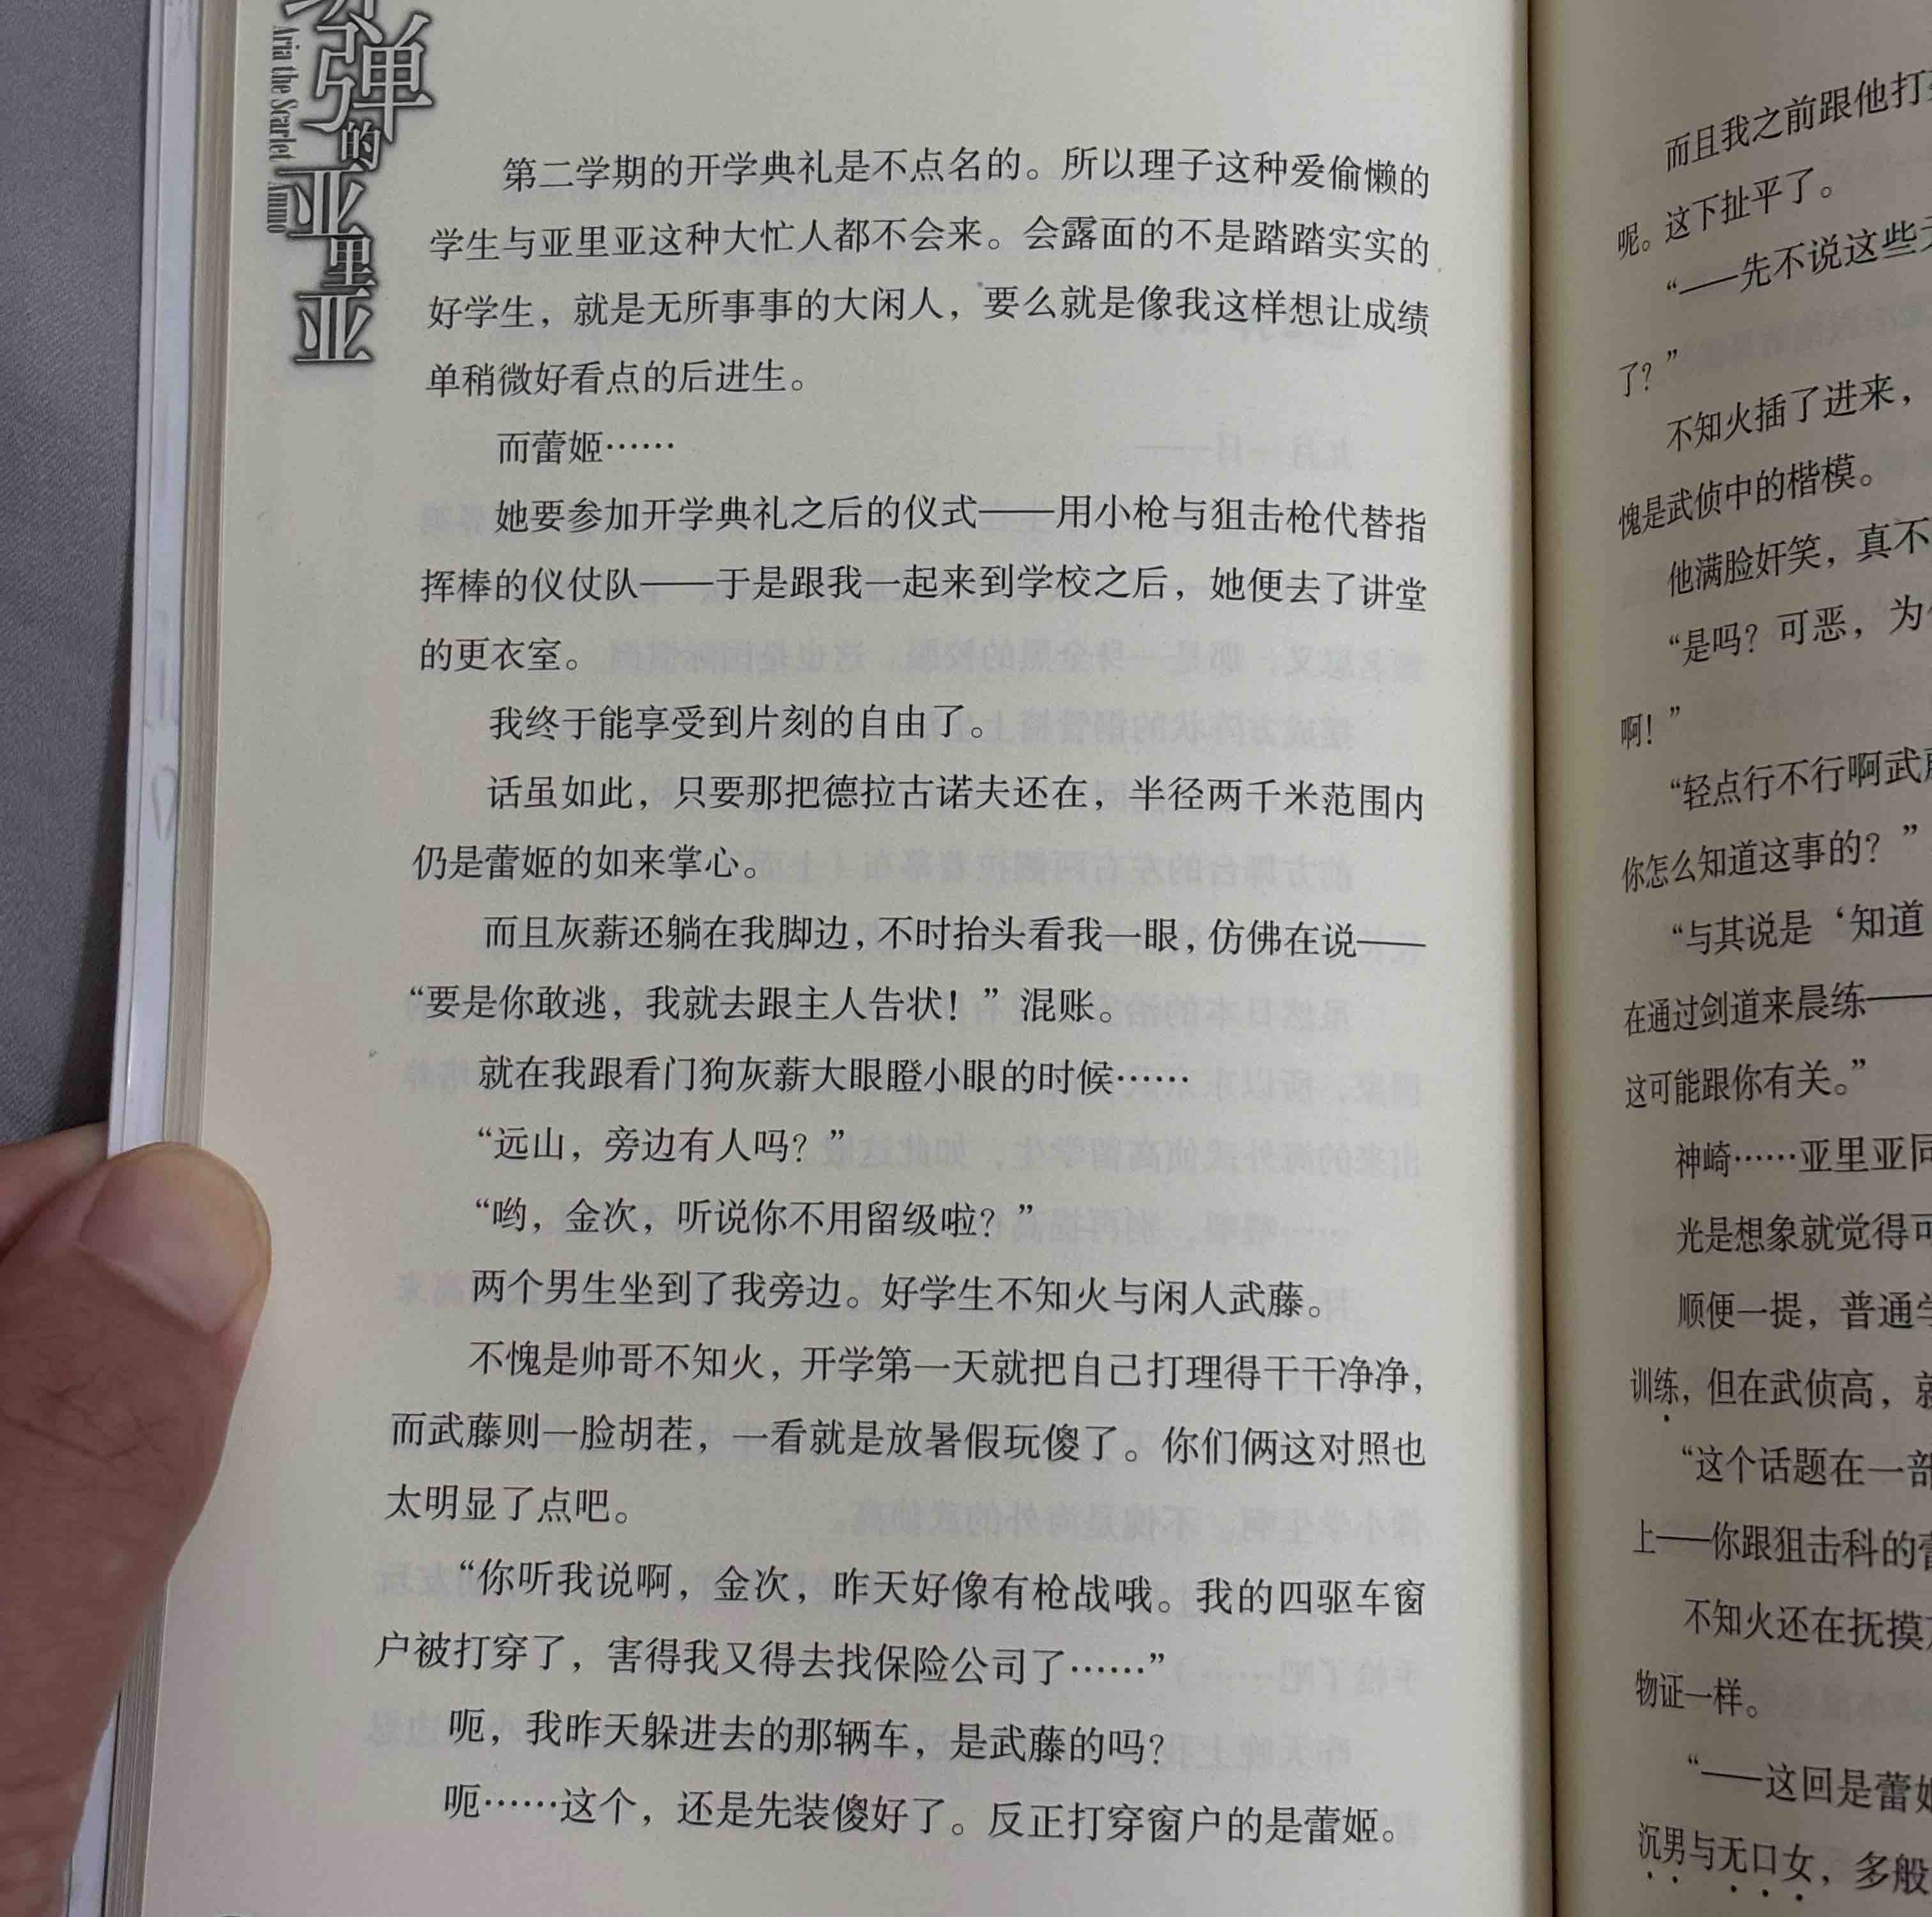 弹的亚里亚
Aria the Scarlet Ammo
第二学期的开学典礼是不点名的。所以理子这种爱偷懒的
学生与亚里亚这种大忙人都不会来。会露面的不是踏踏实实的
好学生，就是无所事事的大闲人，要么就是像我这样想让成绩
单稍微好看点的后进生。
而蕾姬……
她要参加开学典礼之后的仪式——用小枪与狙击枪代替指
挥棒的仪仗队——于是跟我一起来到学校之后，她便去了讲堂
的更衣室。
我终于能享受到片刻的自由了。
话虽如此，只要那把德拉古诺夫还在，半径两千米范围内
仍是蕾姬的如来掌心。
而且灰薪还躺在我脚边，不时抬头看我一眼，仿佛在说——
“要是你敢逃，我就去跟主人告状！”混账。
就在我跟看门狗灰薪大眼瞪小眼的时候……
“远山，旁边有人吗？”
“哟，金次，听说你不用留级啦？”
两个男生坐到了我旁边。好学生不知火与闲人武藤。
不愧是帅哥不知火，开学第一天就把自己打理得干干净净，
而武藤则一脸胡茬，一看就是放暑假玩傻了。你们俩这对照也
太明显了点吧。
“你听我说啊，金次，昨天好像有枪战哦。我的四驱车窗
户被打穿了，害得我又得去找保险公司了……”
呃，我昨天躲进去的那辆车，是武藤的吗？
呃……这个，还是先装傻好了。反正打穿窗户的是蕾姬。
而且我之前跟他打
呢。这下扯平了。
“——先不说这些
了？”
不知火插了进来，
愧是武侦中的楷模。
他满脸奸笑，真不
“是吗？可恶，为
啊！”
“轻点行不行啊武
你怎么知道这事的？”
“与其说是‘知道
在通过剑道来晨练——
这可能跟你有关。”
神崎……亚里亚同
光是想象就觉得可
顺便一提，普通学
训练，但在武侦高，就
“这个话题在一部
上——你跟狙击科的蕾
不知火还在抚摸
物证一样。
“——这回是蕾姬
沉男与无口女，多般